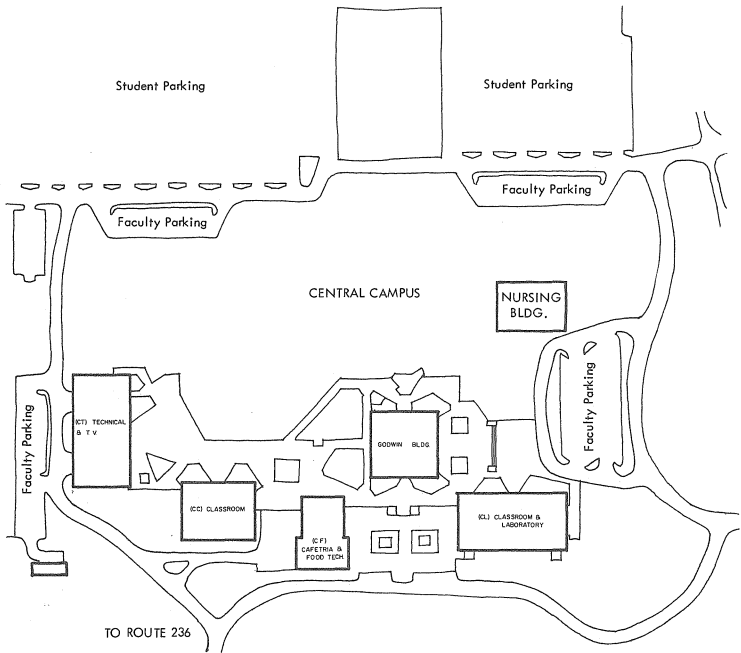 Student Parking
Student Parking
Faculty Parking
Faculty Parking
CENTRAL CAMPUS
NURSING
BLDG.
(CT) TECHNICAL
& T.V.
Faculty Parking
Faculty Parking
GODWIN BLDG.
(CC) CLASSROOM
(CL) CLASSROOM &
LABORATORY
(CF)
CAFETRIA &
FOOD TECH.
TO ROUTE 236